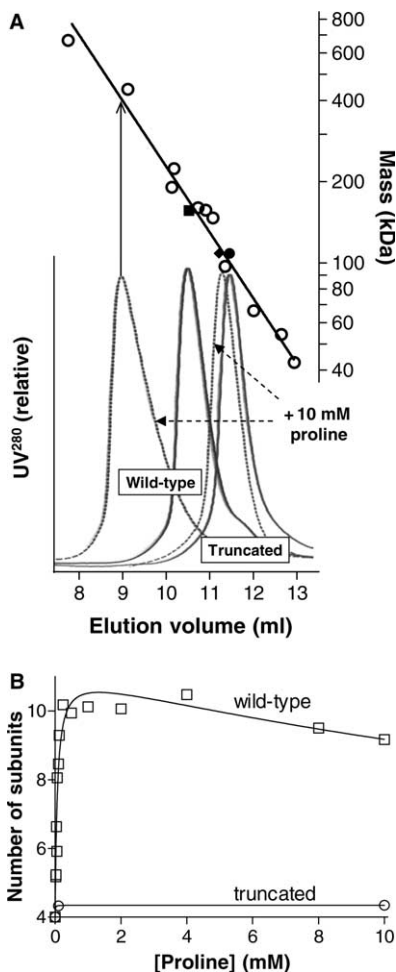 A
800
600
400
200
100
80
60
40
Mass (kDa)
UV²⁸⁰ (relative)
+ 10 mM
proline
Wild-type
Truncated
8 9 10 11 12 13
Elution volume (ml)
B
10
8
6
4
Number of subunits
wild-type
truncated
0 2 4 6 8 10
[Proline] (mM)